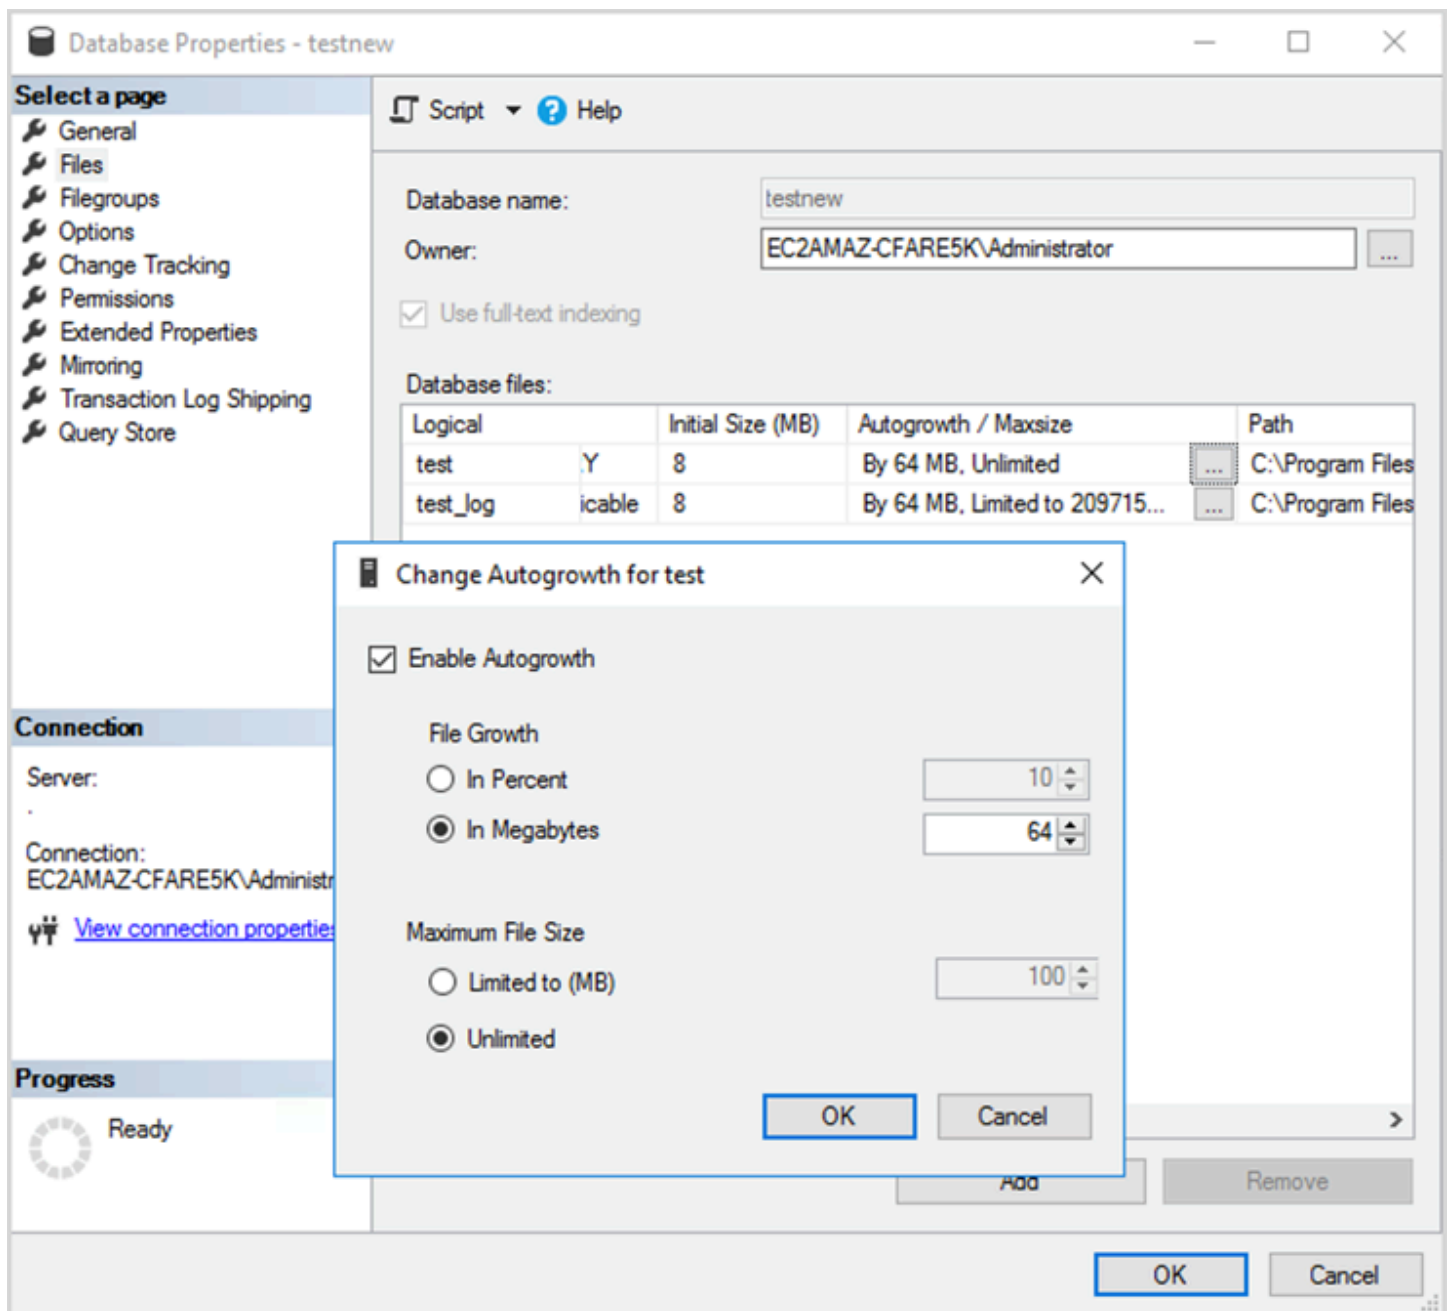 Database Properties - testnew
Select a page
General
Files
Filegroups
Options
Change Tracking
Permissions
Extended Properties
Mirroring
Transaction Log Shipping
Query Store
Connection
Server:
.
Connection:
EC2AMAZ-CFARE5K\Administr
View connection properties
Progress
Ready
Script Help
Database name: testnew
Owner: EC2AMAZ-CFARE5K\Administrator ...
Use full-text indexing
Database files:
Logical Initial Size (MB) Autogrowth / Maxsize Path
test Y 8 By 64 MB, Unlimited ... C:\Program Files
test_log icable 8 By 64 MB, Limited to 209715... ... C:\Program Files
Change Autogrowth for test
Enable Autogrowth
File Growth
In Percent 10
In Megabytes 64
Maximum File Size
Limited to (MB) 100
Unlimited
OK Cancel
Add Remove
OK Cancel